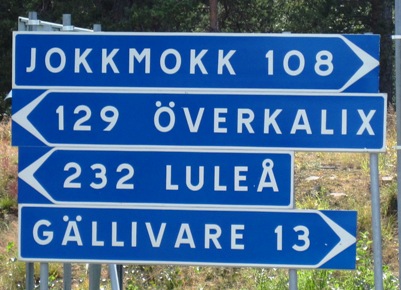 JOKKMOKK 108
129 ÖVERKALIX
232 LULEÅ
GÄLLIVARE 13